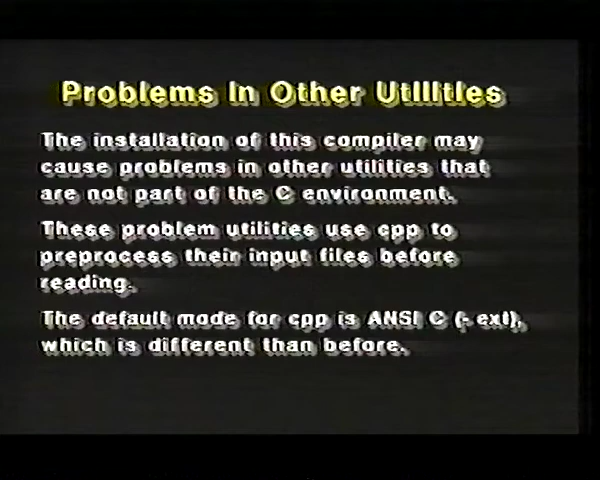 Problems in Other Utilities
The installation of this compiler may
cause problems in other utilities that
are not part of the C environment.
These problem utilities use cpp to
preprocess their input files before
reading.
The default mode for cpp is ANSI C (- ext),
which is different than before.